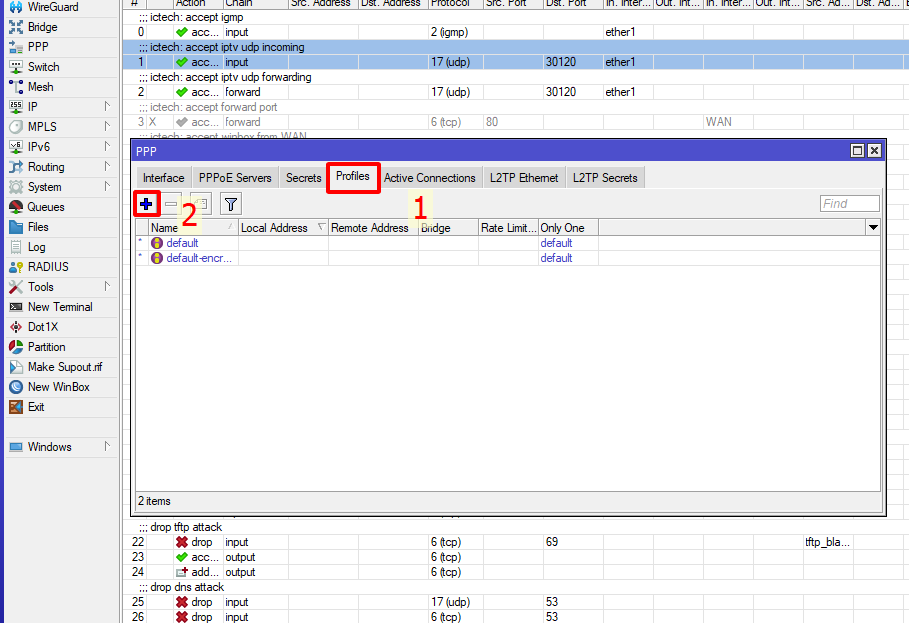 WireGuard
Bridge
PPP
Switch
Mesh
IP
MPLS
IPv6
Routing
System
Queues
Files
Log
RADIUS
Tools
New Terminal
Dot1X
Partition
Make Supout.rif
New WinBox
Exit
Windows
# Action Chain Src. Address Dst. Address Protocol Src. Port Dst. Port In. Inter... Out. Int... In. Inter... Out. Int... Src. Ad... Dst. Ad...
;;; ictech: accept igmp
0 acc... input 2 (igmp) ether1
;;; ictech: accept iptv udp incoming
1 acc... input 17 (udp) 30120 ether1
;;; ictech: accept iptv udp forwarding
2 acc... forward 17 (udp) 30120 ether1
;;; ictech: accept forward port
3 X acc... forward 6 (tcp) 80 WAN
;;; ictech: accept winbox from WAN
PPP
Interface PPPoE Servers Secrets Profiles Active Connections L2TP Ethernet L2TP Secrets
2 1 Find
Name Local Address Remote Address Bridge Rate Limit... Only One
* default default
* default-encr... default
2 items
;;; drop tftp attack
22 drop input 6 (tcp) 69 tftp_bla...
23 acc... output 6 (tcp)
24 add... output 6 (tcp)
;;; drop dns attack
25 drop input 17 (udp) 53
26 drop input 6 (tcp) 53